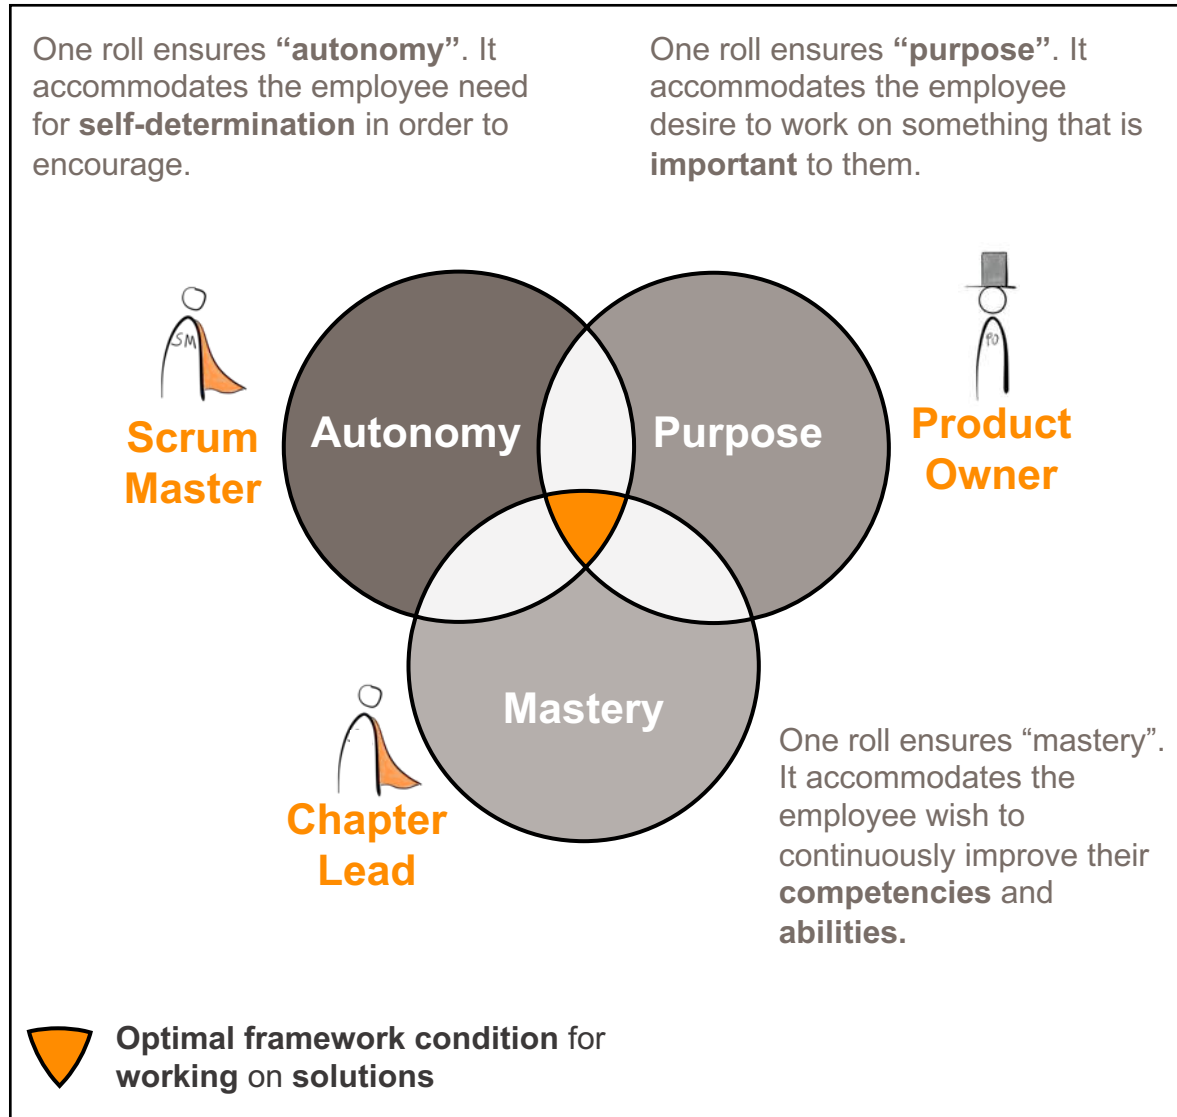 One roll ensures “autonomy”. It
accommodates the employee need
for self-determination in order to
encourage.
One roll ensures “purpose”. It
accommodates the employee
desire to work on something that is
important to them.
SM
Scrum
Master
Autonomy
Purpose
PO
Product
Owner
Mastery
Chapter
Lead
One roll ensures “mastery”.
It accommodates the
employee wish to
continuously improve their
competencies and
abilities.
Optimal framework condition for
working on solutions